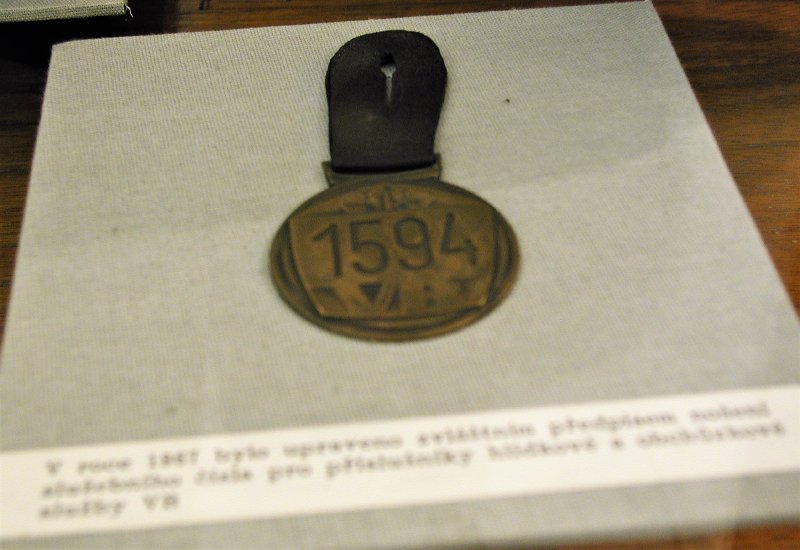 1594
V roce 1967 bylo upraveno zvláštním předpisem nošení
služebního čísla pro příslušníky hlídkové a obchůzkové
služby VB